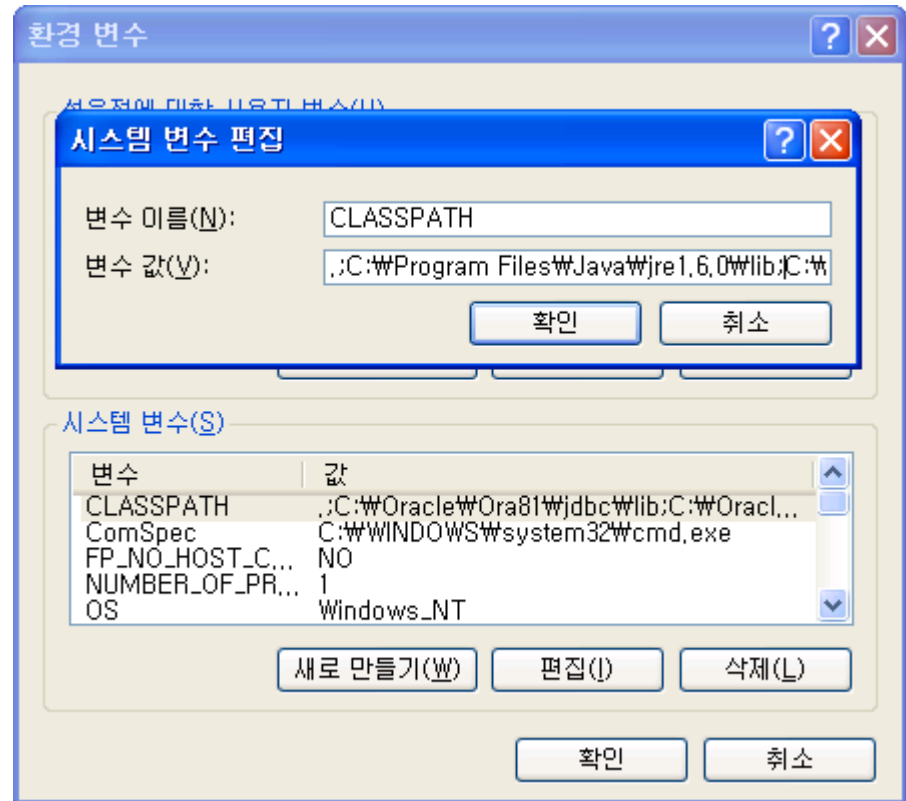 환경 변수
시스템 변수 편집
변수 이름(N): CLASSPATH
변수 값(V): .;C:₩Program Files₩Java₩jre1.6.0₩lib;C:₩
확인 취소
시스템 변수(S)
변수 값
CLASSPATH .;C:₩Oracle₩Ora81₩jdbc₩lib;C:₩Oracl...
ComSpec C:₩WINDOWS₩system32₩cmd.exe
FP_NO_HOST_C... NO
NUMBER_OF_PR... 1
OS Windows_NT
새로 만들기(W) 편집(I) 삭제(L)
확인 취소